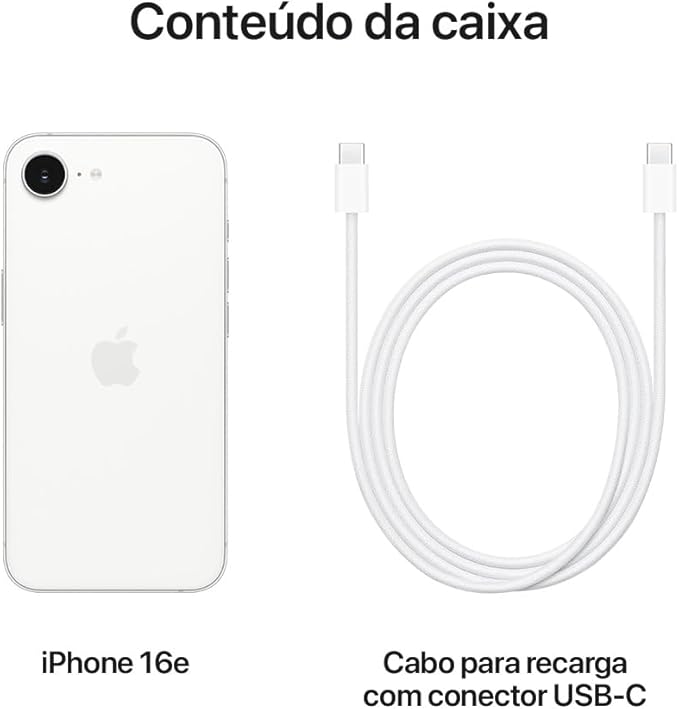 Conteúdo da caixa
iPhone 16e
Cabo para recarga
com conector USB-C